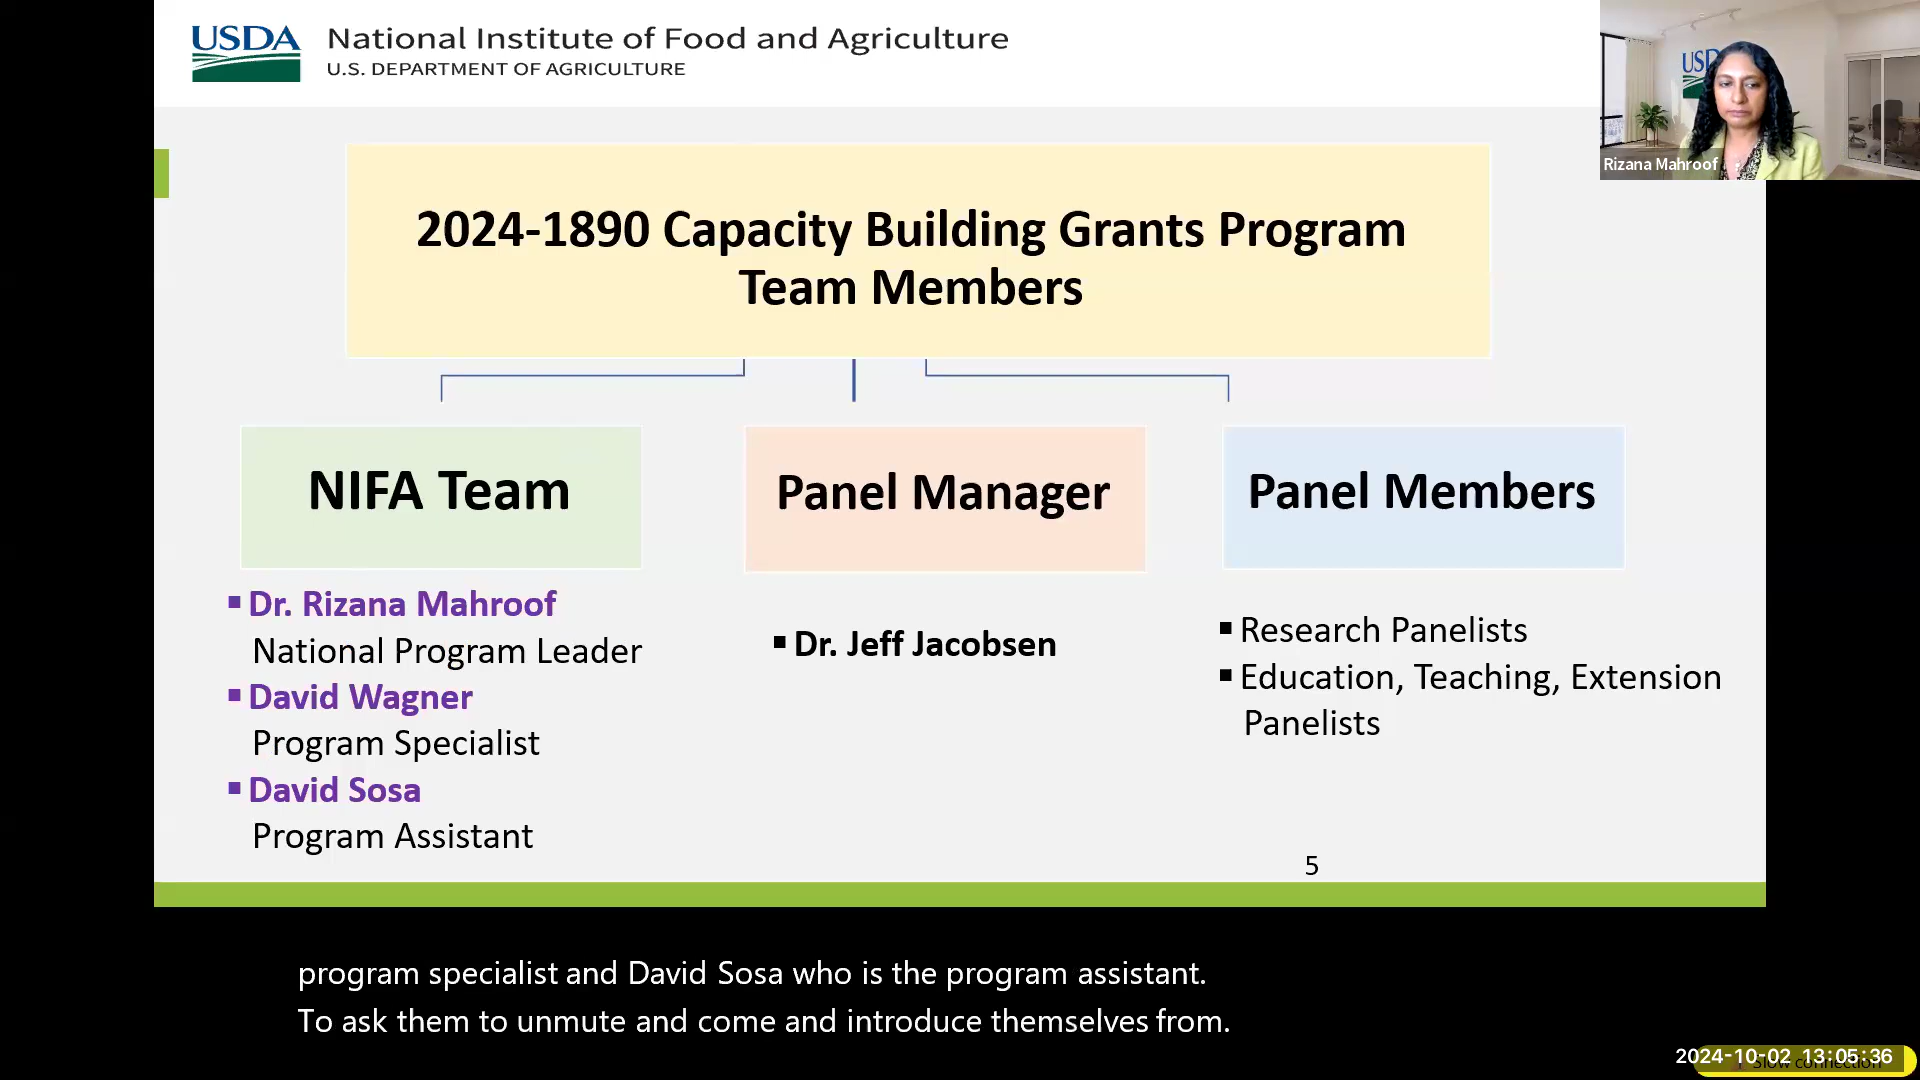 USDA
National Institute of Food and Agriculture
U.S. DEPARTMENT OF AGRICULTURE
USD
Rizana Mahroof
2024-1890 Capacity Building Grants Program
Team Members
NIFA Team
Panel Manager
Panel Members
▪ Dr. Rizana Mahroof
National Program Leader
▪ David Wagner
Program Specialist
▪ David Sosa
Program Assistant
▪ Dr. Jeff Jacobsen
▪ Research Panelists
▪ Education, Teaching, Extension
Panelists
5
program specialist and David Sosa who is the program assistant.
To ask them to unmute and come and introduce themselves from.
2024-10-02 13:05:36
Slow connection